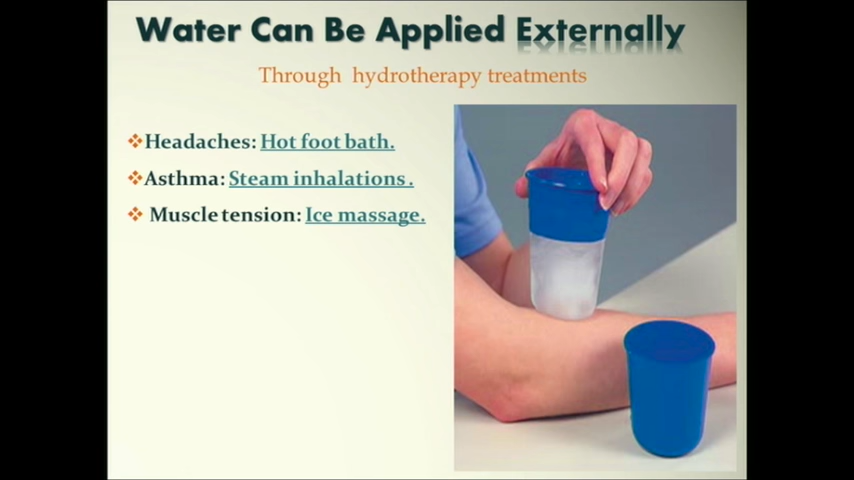 Water Can Be Applied Externally
Through hydrotherapy treatments
❖Headaches: Hot foot bath.
❖Asthma: Steam inhalations.
❖ Muscle tension: Ice massage.